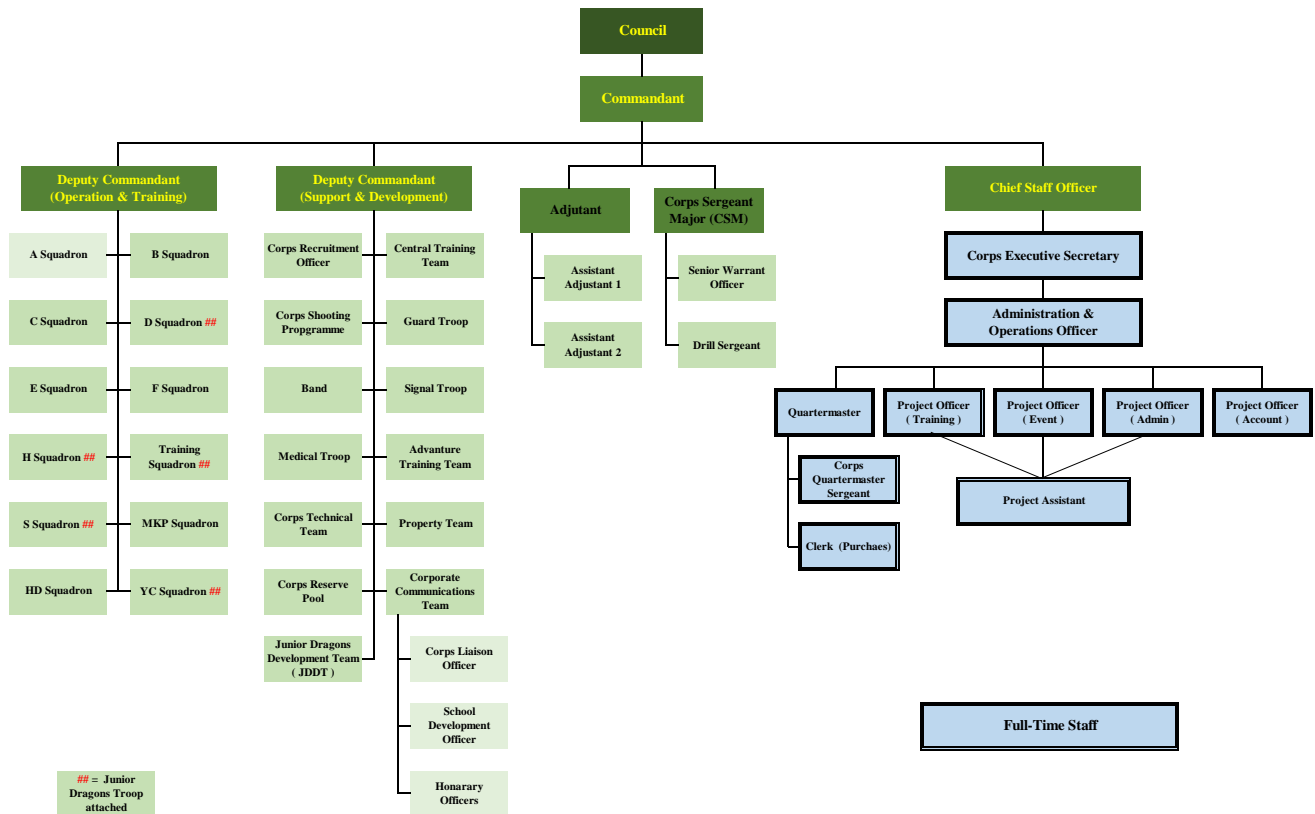 Council
Commandant
Deputy Commandant
(Operation & Training)
Deputy Commandant
(Support & Development)
Adjutant
Corps Sergeant
Major (CSM)
Chief Staff Officer
A Squadron
B Squadron
C Squadron
D Squadron ##
E Squadron
F Squadron
H Squadron ##
Training
Squadron ##
S Squadron ##
MKP Squadron
HD Squadron
YC Squadron ##
Corps Recruitment
Officer
Central Training
Team
Corps Shooting
Propgramme
Guard Troop
Band
Signal Troop
Medical Troop
Advanture
Training Team
Corps Technical
Team
Property Team
Corps Reserve
Pool
Corporate
Communications
Team
Junior Dragons
Development Team
( JDDT )
Corps Liaison
Officer
School
Development
Officer
Honarary
Officers
Assistant
Adjustant 1
Assistant
Adjustant 2
Senior Warrant
Officer
Drill Sergeant
Corps Executive Secretary
Administration &
Operations Officer
Quartermaster
Project Officer
( Training )
Project Officer
( Event )
Project Officer
( Admin )
Project Officer
( Account )
Corps
Quartermaster
Sergeant
Clerk (Purchaes)
Project Assistant
Full-Time Staff
## = Junior
Dragons Troop
attached